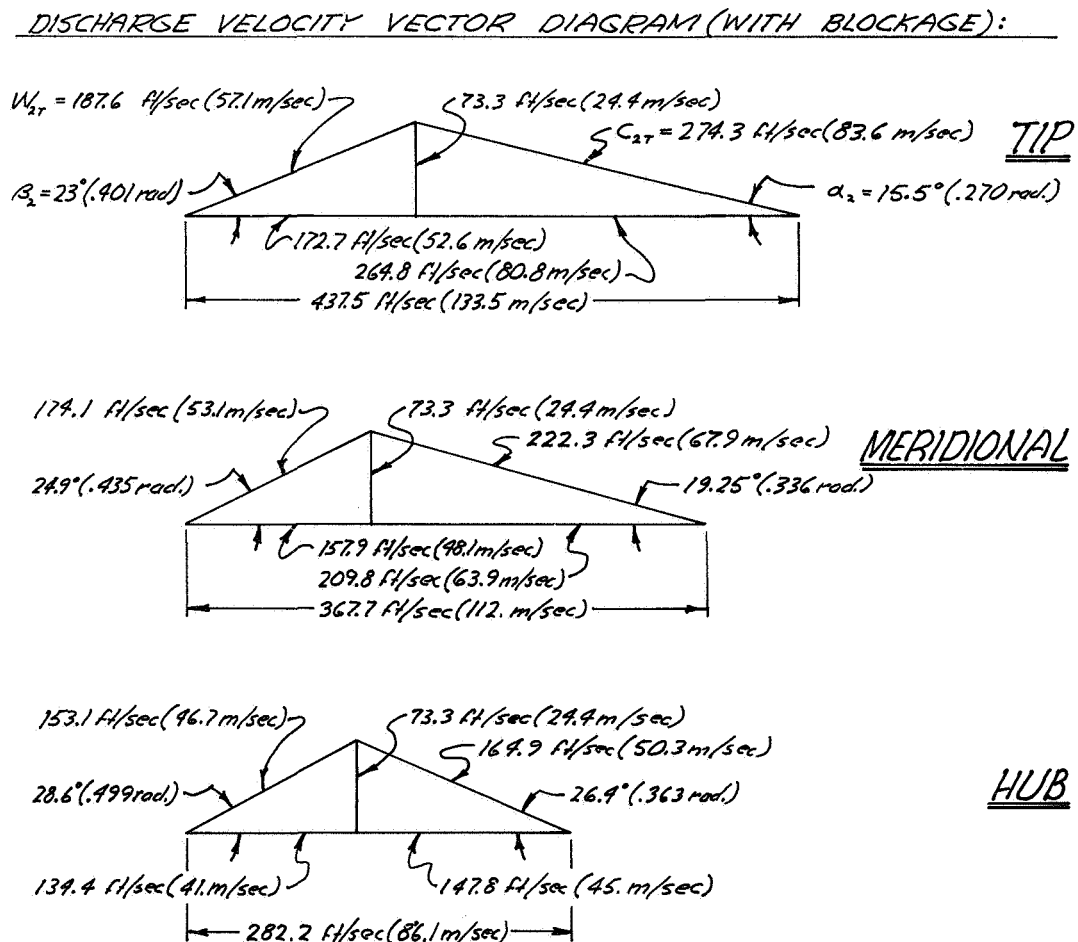 DISCHARGE VELOCITY VECTOR DIAGRAM (WITH BLOCKAGE):
W₂T = 187.6 ft/sec (57.1 m/sec)
73.3 ft/sec (24.4 m/sec)
C₂T = 274.3 ft/sec (83.6 m/sec)
TIP
β₂ = 23° (.401 rad)
α₂ = 15.5° (.270 rad.)
172.7 ft/sec (52.6 m/sec)
264.8 ft/sec (80.8 m/sec)
437.5 ft/sec (133.5 m/sec)
174.1 ft/sec (53.1 m/sec)
73.3 ft/sec (24.4 m/sec)
222.3 ft/sec (67.9 m/sec)
MERIDIONAL
24.9° (.435 rad.)
19.25° (.336 rad.)
157.9 ft/sec (48.1 m/sec)
209.8 ft/sec (63.9 m/sec)
367.7 ft/sec (112. m/sec)
153.1 ft/sec (46.7 m/sec)
73.3 ft/sec (24.4 m/sec)
164.9 ft/sec (50.3 m/sec)
HUB
28.6° (.499 rad.)
26.4° (.363 rad.)
134.4 ft/sec (41. m/sec)
147.8 ft/sec (45. m/sec)
282.2 ft/sec (86.1 m/sec)